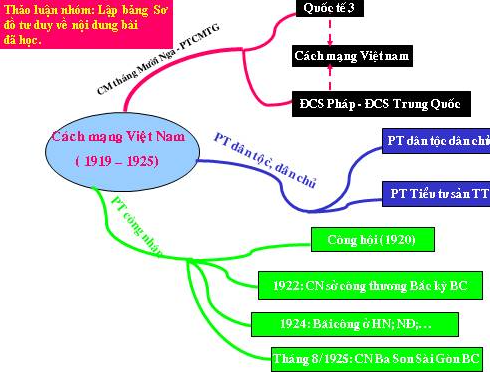 Thảo luận nhóm: Lập bảng Sơ
đồ tư duy về nội dung bài
đã học.
CM tháng Mười Nga - PTCMTG
Quốc tế 3
Cách mạng Việt nam
ĐCS Pháp - ĐCS Trung Quốc
Cách mạng Việt Nam
( 1919 – 1925)
PT dân tộc, dân chủ
PT dân tộc dân chủ
PT Tiểu tư sản TT
PT công nhân
Công hội (1920)
1922: CN sở công thương Bắc kỳ BC
1924: Bãi công ở HN; NĐ;…
Tháng 8/1925: CN Ba Son Sài Gòn BC